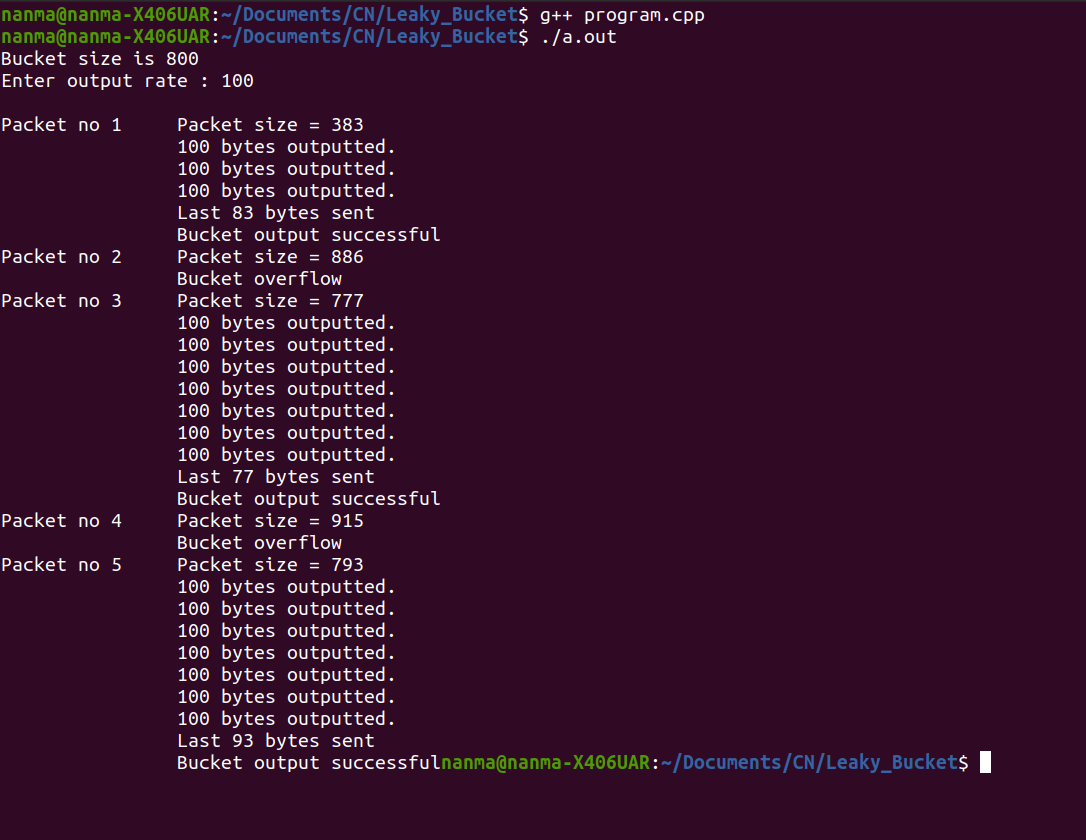 nanma@nanma-X406UAR:~/Documents/CN/Leaky_Bucket$ g++ program.cpp
nanma@nanma-X406UAR:~/Documents/CN/Leaky_Bucket$ ./a.out
Bucket size is 800
Enter output rate : 100
Packet no 1     Packet size = 383
                100 bytes outputted.
                100 bytes outputted.
                100 bytes outputted.
                Last 83 bytes sent
                Bucket output successful
Packet no 2     Packet size = 886
                Bucket overflow
Packet no 3     Packet size = 777
                100 bytes outputted.
                100 bytes outputted.
                100 bytes outputted.
                100 bytes outputted.
                100 bytes outputted.
                100 bytes outputted.
                100 bytes outputted.
                Last 77 bytes sent
                Bucket output successful
Packet no 4     Packet size = 915
                Bucket overflow
Packet no 5     Packet size = 793
                100 bytes outputted.
                100 bytes outputted.
                100 bytes outputted.
                100 bytes outputted.
                100 bytes outputted.
                100 bytes outputted.
                100 bytes outputted.
                Last 93 bytes sent
                Bucket output successfulnanma@nanma-X406UAR:~/Documents/CN/Leaky_Bucket$